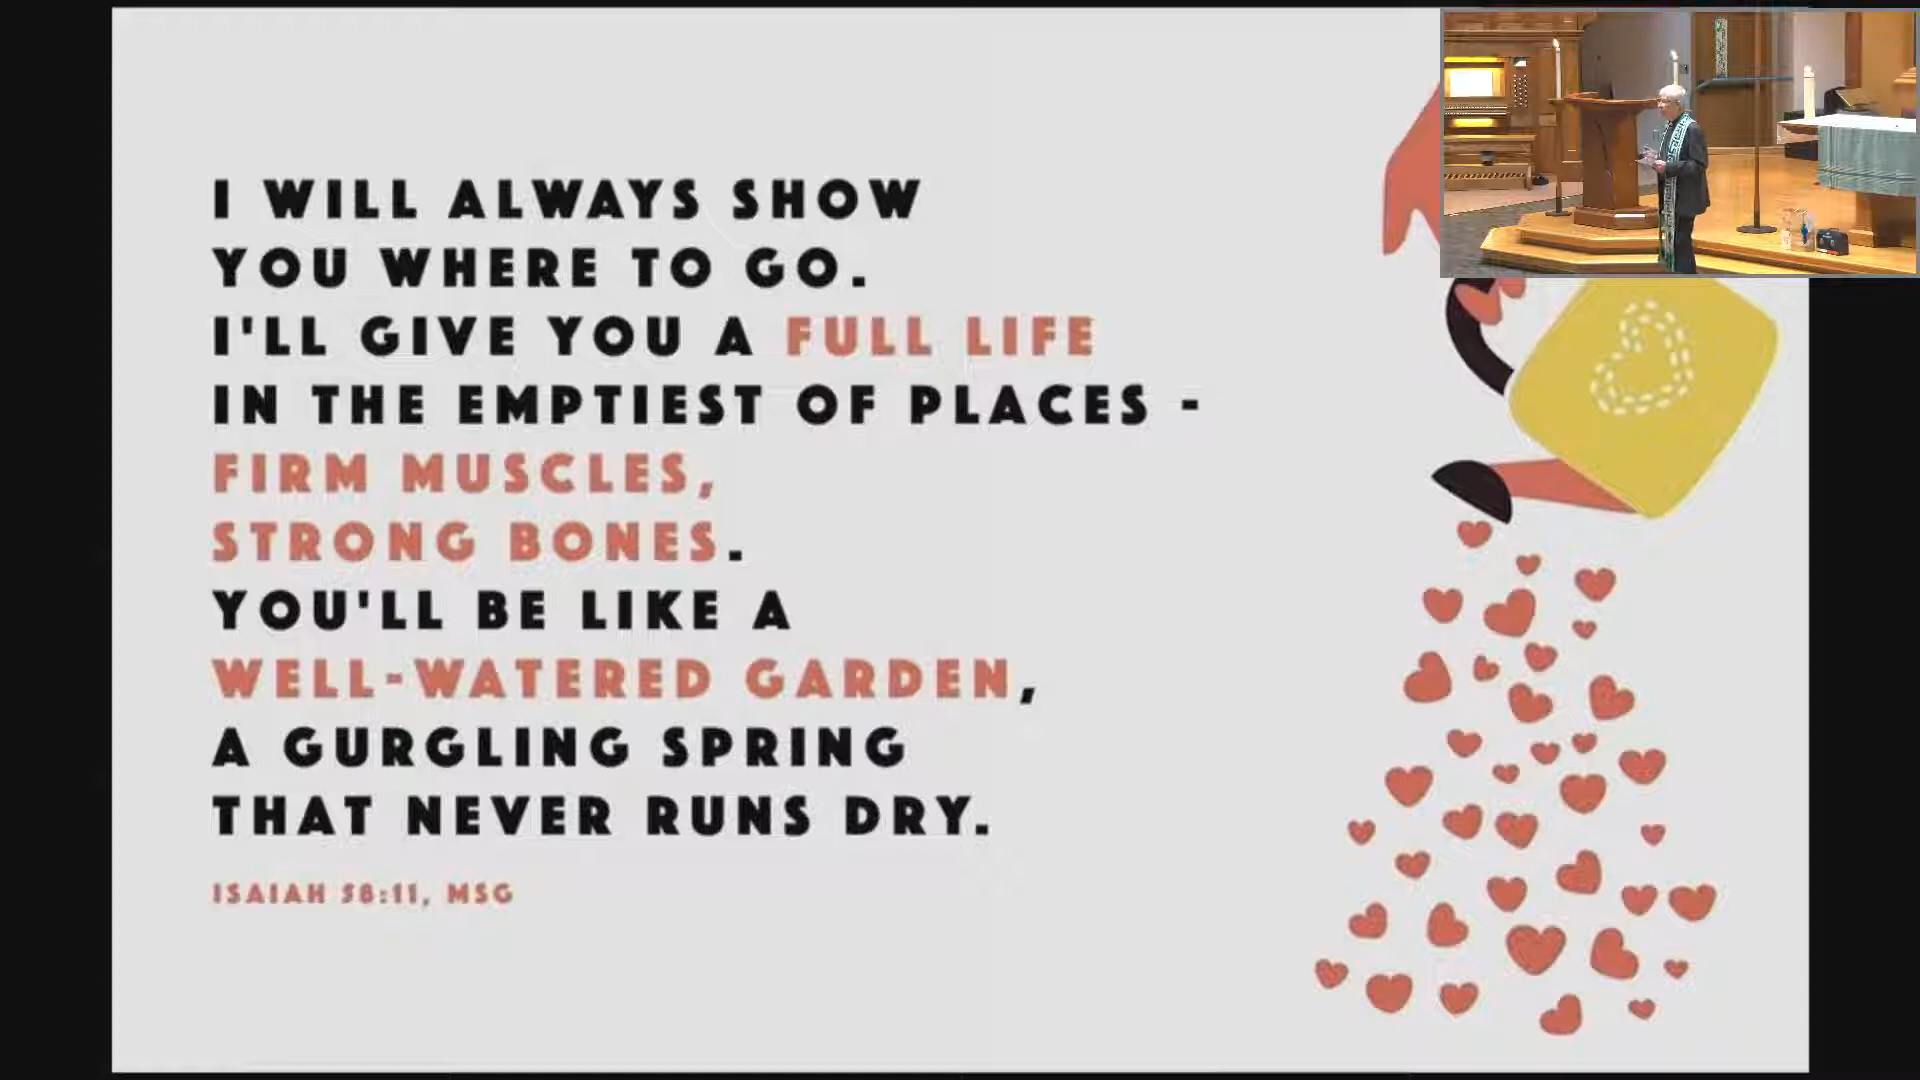 I WILL ALWAYS SHOW
YOU WHERE TO GO.
I'LL GIVE YOU A FULL LIFE
IN THE EMPTIEST OF PLACES -
FIRM MUSCLES,
STRONG BONES.
YOU'LL BE LIKE A
WELL-WATERED GARDEN,
A GURGLING SPRING
THAT NEVER RUNS DRY.
ISAIAH 58:11, MSG